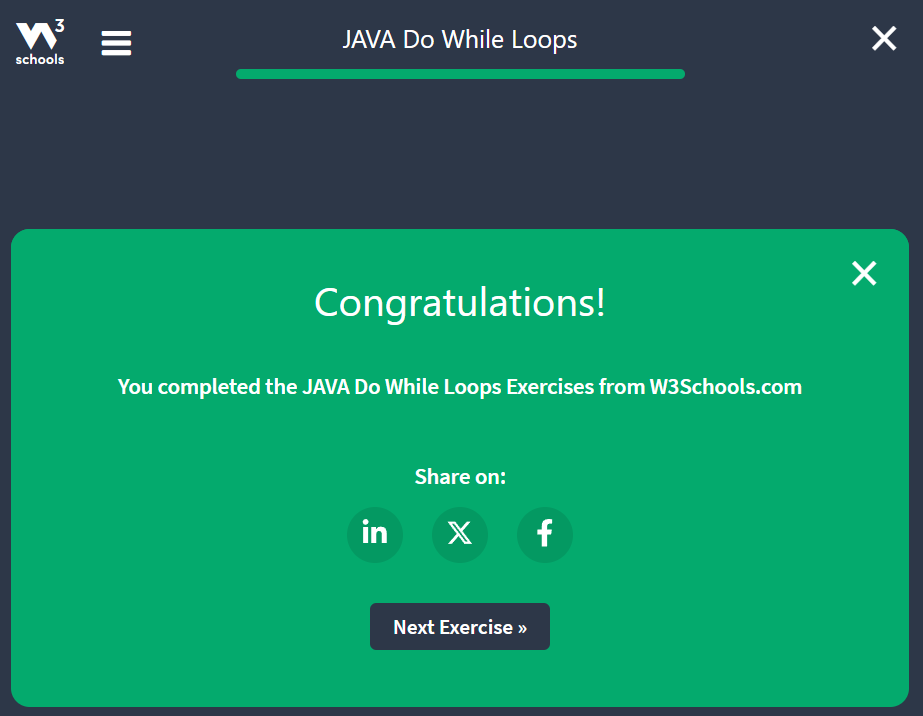 3
schools
JAVA Do While Loops
Congratulations!
You completed the JAVA Do While Loops Exercises from W3Schools.com
Share on:
in
X
f
Next Exercise »